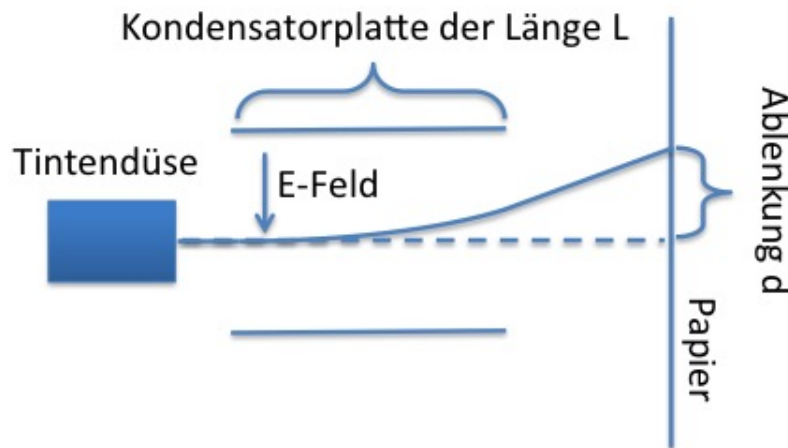 Kondensatorplatte der Länge L
Tintendüse
E-Feld
Ablenkung d
Papier